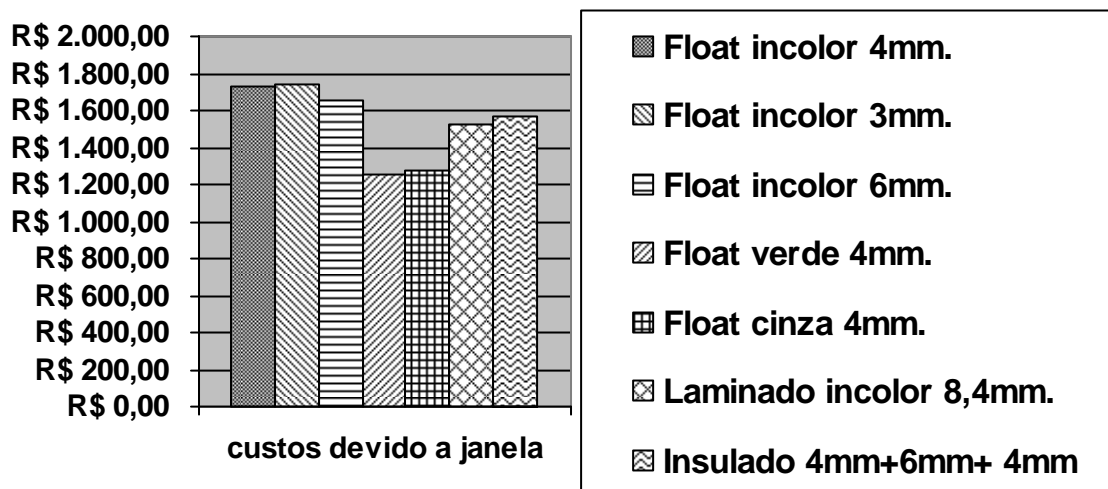 R$ 2.000,00
R$ 1.800,00
R$ 1.600,00
R$ 1.400,00
R$ 1.200,00
R$ 1.000,00
R$ 800,00
R$ 600,00
R$ 400,00
R$ 200,00
R$ 0,00
custos devido a janela
Float incolor 4mm.
Float incolor 3mm.
Float incolor 6mm.
Float verde 4mm.
Float cinza 4mm.
Laminado incolor 8,4mm.
Insulado 4mm+6mm+ 4mm